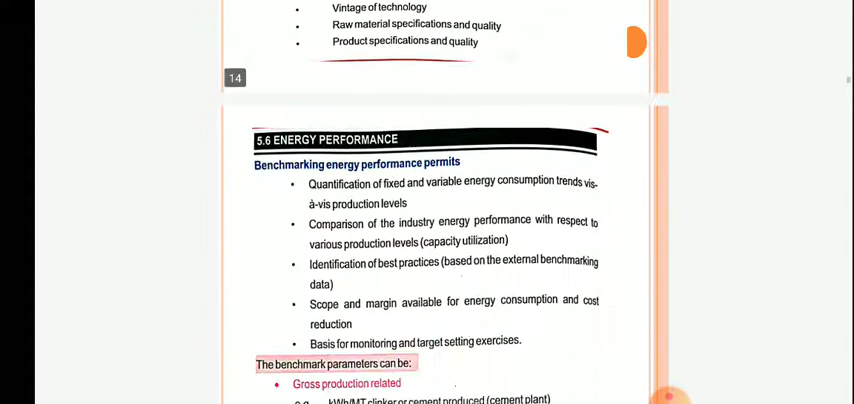 • Vintage of technology
• Raw material specifications and quality
• Product specifications and quality
14
5.6 ENERGY PERFORMANCE
Benchmarking energy performance permits
• Quantification of fixed and variable energy consumption trends vis-
à-vis production levels
• Comparison of the industry energy performance with respect to
various production levels (capacity utilization)
• Identification of best practices (based on the external benchmarking
data)
• Scope and margin available for energy consumption and cost
reduction
• Basis for monitoring and target setting exercises.
The benchmark parameters can be:
• Gross production related
e.g. kWh/MT clinker or cement produced (cement plant)